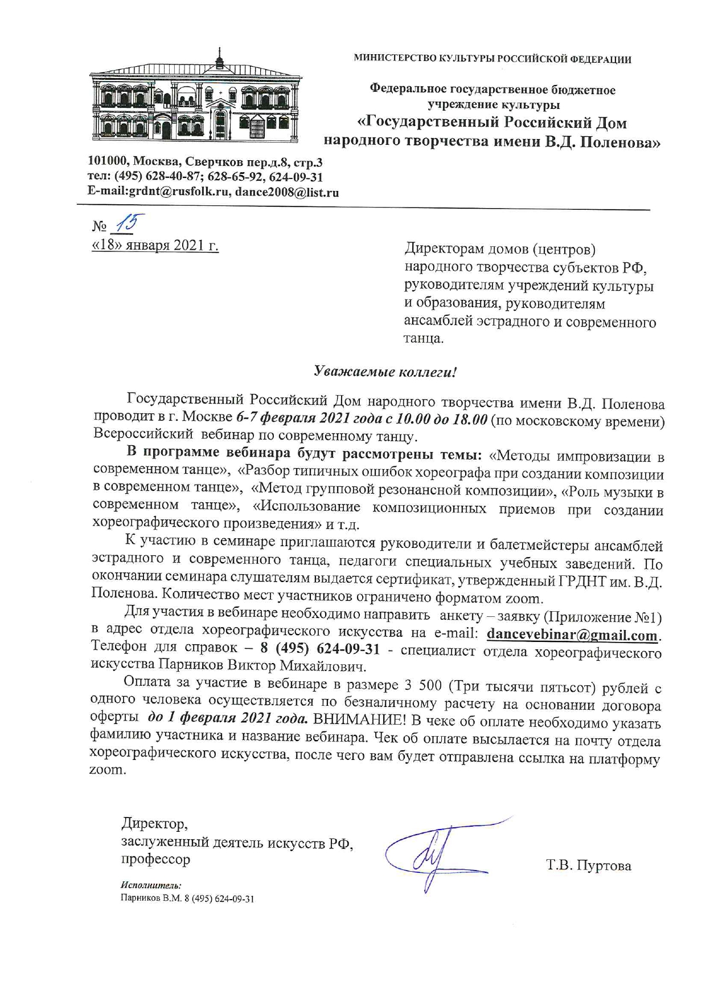 МИНИСТЕРСТВО КУЛЬТУРЫ РОССИЙСКОЙ ФЕДЕРАЦИИ
Федеральное государственное бюджетное
учреждение культуры
«Государственный Российский Дом
народного творчества имени В.Д. Поленова»
101000, Москва, Сверчков пер.д.8, стр.3
тел: (495) 628-40-87; 628-65-92, 624-09-31
E-mail:grdnt@rusfolk.ru, dance2008@list.ru
№ 15
«18» января 2021 г.
Директорам домов (центров)
народного творчества субъектов РФ,
руководителям учреждений культуры
и образования, руководителям
ансамблей эстрадного и современного
танца.
Уважаемые коллеги!
Государственный Российский Дом народного творчества имени В.Д. Поленова
проводит в г. Москве 6-7 февраля 2021 года с 10.00 до 18.00 (по московскому времени)
Всероссийский вебинар по современному танцу.
В программе вебинара будут рассмотрены темы: «Методы импровизации в
современном танце», «Разбор типичных ошибок хореографа при создании композиции
в современном танце», «Метод групповой резонансной композиции», «Роль музыки в
современном танце», «Использование композиционных приемов при создании
хореографического произведения» и т.д.
К участию в семинаре приглашаются руководители и балетмейстеры ансамблей
эстрадного и современного танца, педагоги специальных учебных заведений. По
окончании семинара слушателям выдается сертификат, утвержденный ГРДНТ им. В.Д.
Поленова. Количество мест участников ограничено форматом zoom.
Для участия в вебинаре необходимо направить анкету – заявку (Приложение №1)
в адрес отдела хореографического искусства на e-mail: dancevebinar@gmail.com.
Телефон для справок – 8 (495) 624-09-31 - специалист отдела хореографического
искусства Парников Виктор Михайлович.
Оплата за участие в вебинаре в размере 3 500 (Три тысячи пятьсот) рублей с
одного человека осуществляется по безналичному расчету на основании договора
оферты до 1 февраля 2021 года. ВНИМАНИЕ! В чеке об оплате необходимо указать
фамилию участника и название вебинара. Чек об оплате высылается на почту отдела
хореографического искусства, после чего вам будет отправлена ссылка на платформу
zoom.
Директор,
заслуженный деятель искусств РФ,
профессор
Т.В. Пуртова
Исполнитель:
Парников В.М. 8 (495) 624-09-31